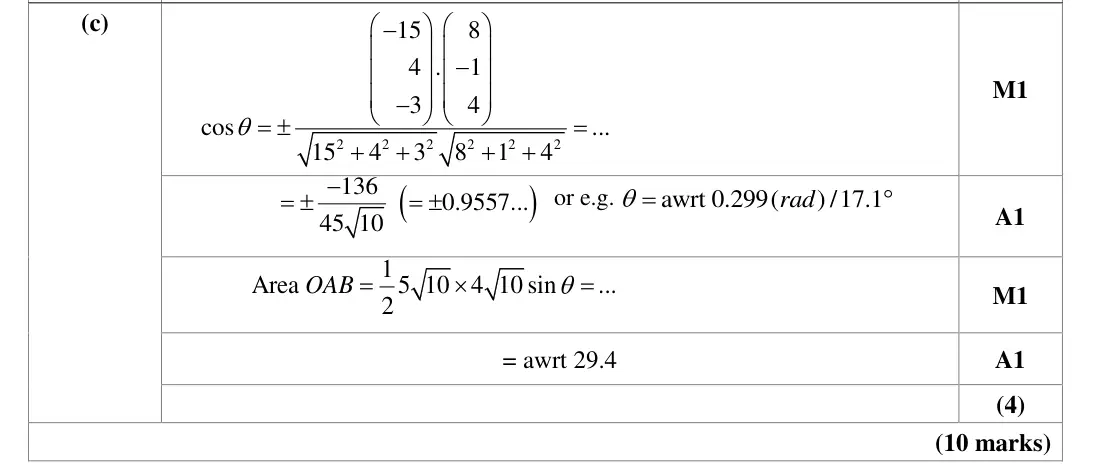 (c)
cos θ = ± (−15 4 −3) . (8 −1 4) / √(15² + 4² + 3²) √(8² + 1² + 4²) = ...
M1
= ± −136 / 45√10 (= ±0.9557...) or e.g. θ = awrt 0.299 (rad) / 17.1°
A1
Area OAB = 1/2 5√10 × 4√10 sin θ = ...
M1
= awrt 29.4
A1
(4)
(10 marks)